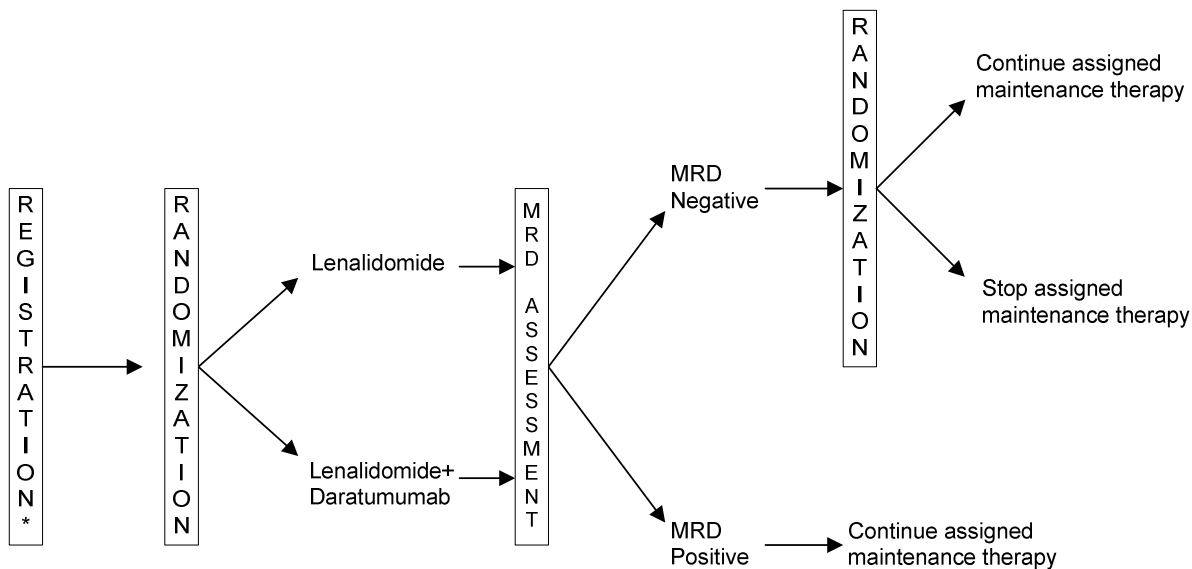 REGISTRATION*
RANDOMIZATION
Lenalidomide
Lenalidomide+
Daratumumab
MRD ASSESSMENT
MRD
Negative
MRD
Positive
RANDOMIZATION
Continue assigned
maintenance therapy
Stop assigned
maintenance therapy
Continue assigned
maintenance therapy